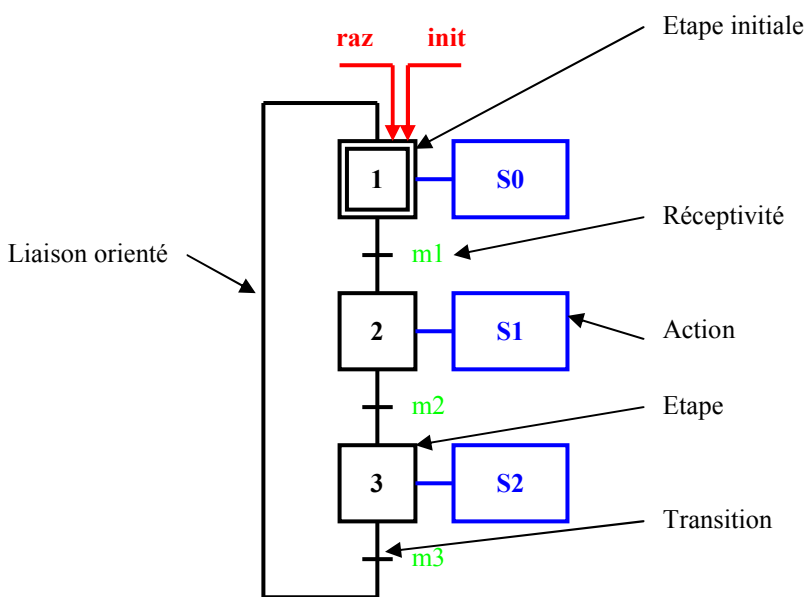 Etape initiale
raz init
1 S0
Réceptivité
Liaison orienté
m1
2 S1
Action
m2
Etape
3 S2
Transition
m3